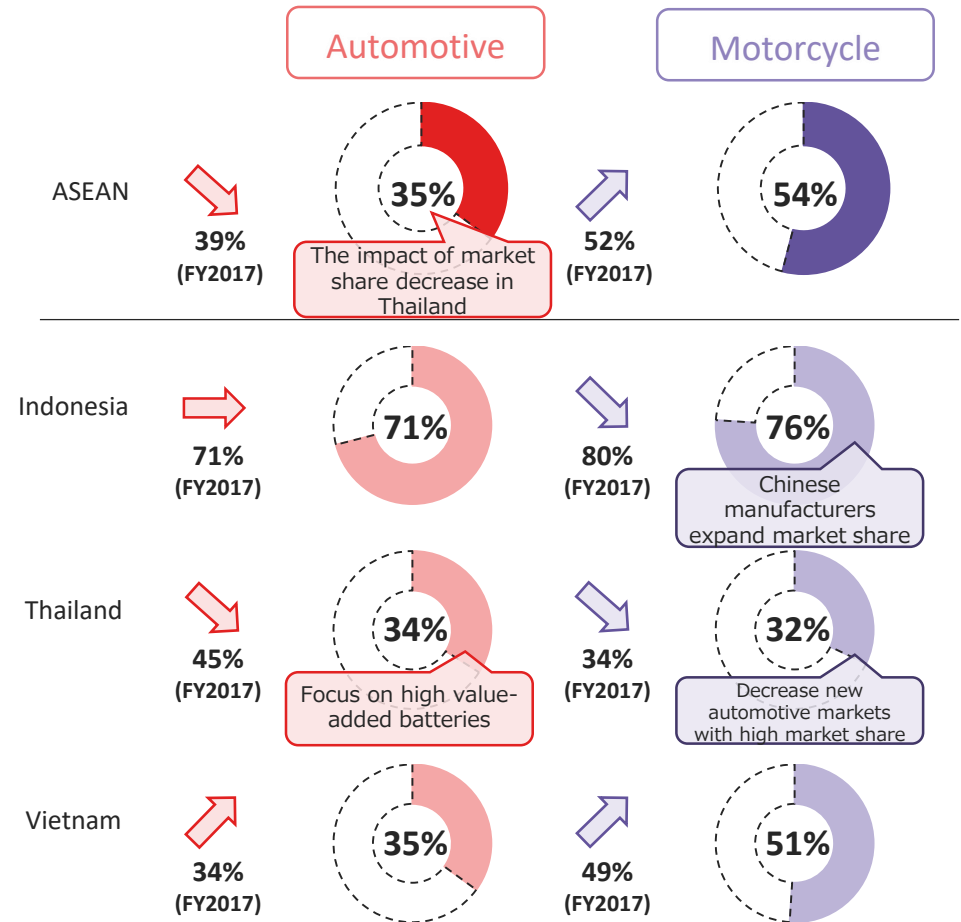 Automotive
Motorcycle
ASEAN
39%
(FY2017)
35%
The impact of market
share decrease in
Thailand
52%
(FY2017)
54%
Indonesia
71%
(FY2017)
71%
80%
(FY2017)
76%
Chinese
manufacturers
expand market share
Thailand
45%
(FY2017)
34%
Focus on high value-
added batteries
34%
(FY2017)
32%
Decrease new
automotive markets
with high market share
Vietnam
34%
(FY2017)
35%
49%
(FY2017)
51%